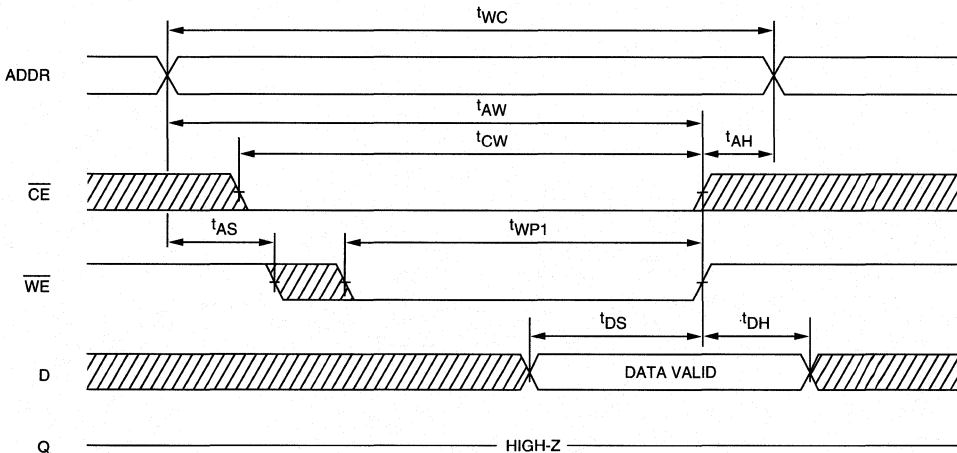 tWC
ADDR
tAW
tCW
tAH
CE
tAS
tWP1
WE
tDS
tDH
D
DATA VALID
Q
HIGH-Z